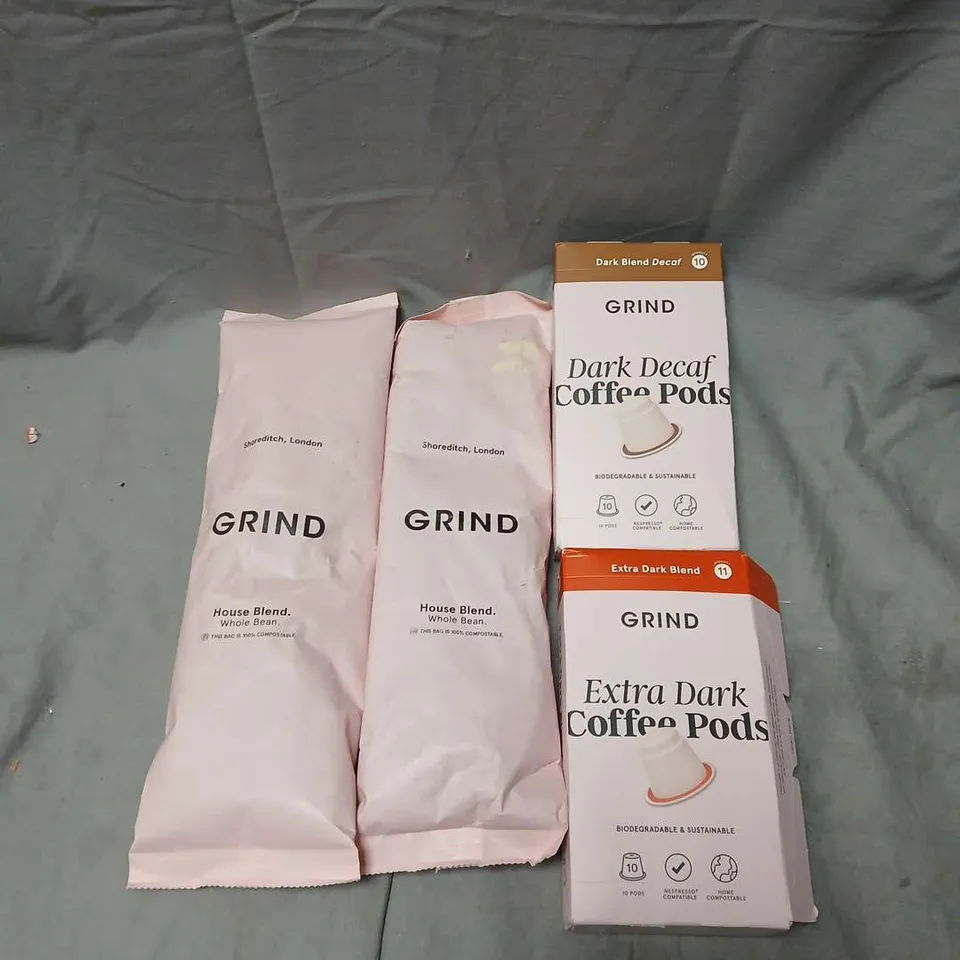 Shoreditch, London
GRIND
House Blend.
Whole Bean.
THIS BAG IS 100% COMPOSTABLE.
Shoreditch, London
GRIND
House Blend.
Whole Bean.
THIS BAG IS 100% COMPOSTABLE.
Dark Blend Decaf 10
GRIND
Dark Decaf
Coffee Pods
BIODEGRADABLE & SUSTAINABLE
10
10 PODS
NESPRESSO® COMPATIBLE
HOME COMPOSTABLE
Extra Dark Blend 11
GRIND
Extra Dark
Coffee Pods
BIODEGRADABLE & SUSTAINABLE
10
10 PODS
NESPRESSO® COMPATIBLE
HOME COMPOSTABLE